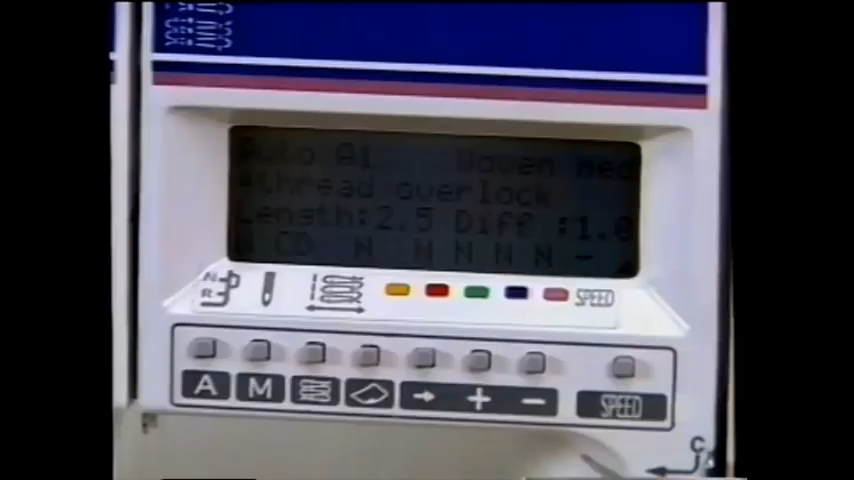 Auto A1 Woven med
4thread overlock
Length:2.5 Diff :1.0
N CD N N N N N -
N
R
SPEED
A M + - SPEED
C